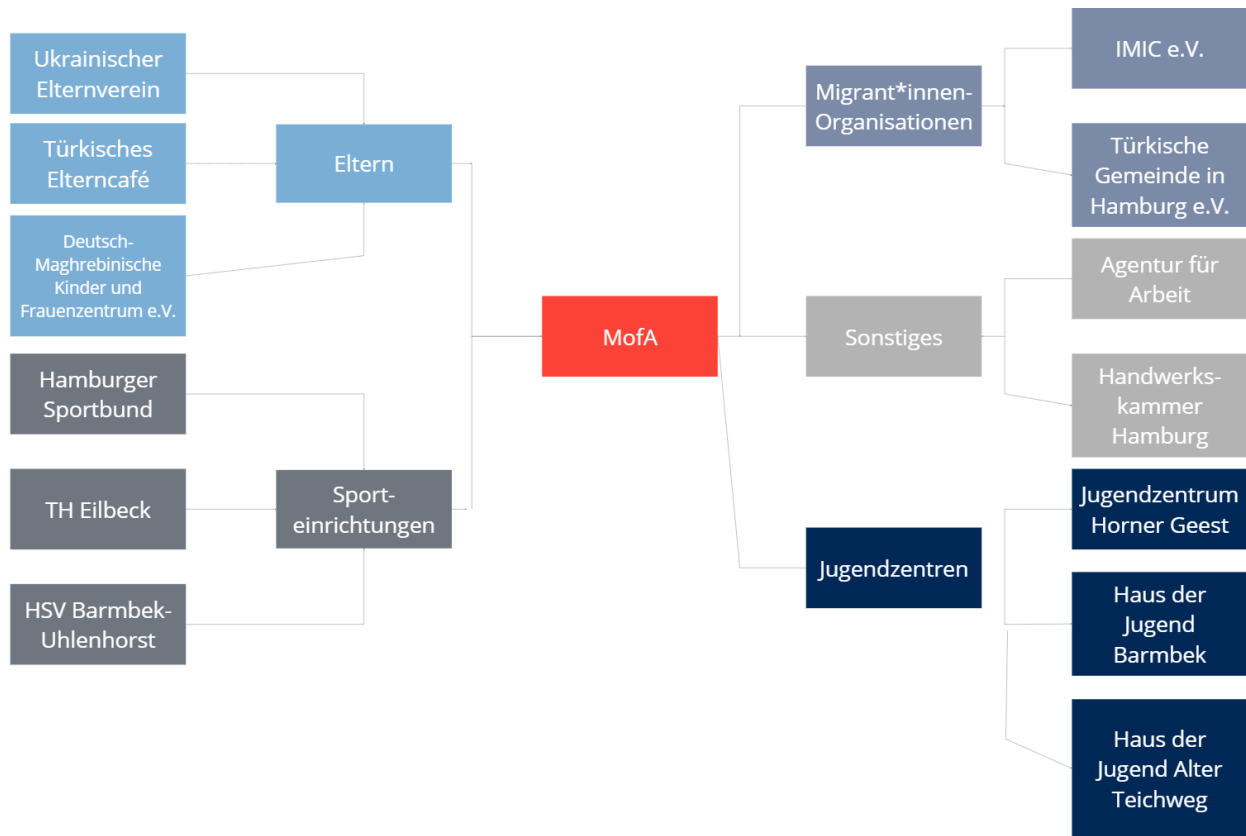 Ukrainischer
Elternverein
Türkisches
Elterncafé
Deutsch-
Maghrebinische
Kinder und
Frauenzentrum e.V.
Eltern
Hamburger
Sportbund
TH Eilbeck
HSV Barmbek-
Uhlenhorst
Sport-
einrichtungen
MofA
Migrant*innen-
Organisationen
IMIC e.V.
Türkische
Gemeinde in
Hamburg e.V.
Sonstiges
Agentur für
Arbeit
Handwerks-
kammer
Hamburg
Jugendzentren
Jugendzentrum
Horner Geest
Haus der
Jugend
Barmbek
Haus der
Jugend Alter
Teichweg